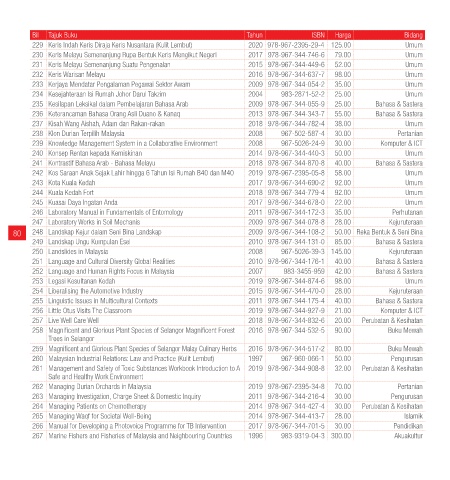 Bil Tajuk Buku Tahun ISBN Harga Bidang
229 Keris Indah Keris Diraja Keris Nusantara (Kulit Lembut) 2020 978-967-2395-29-4 125.00 Umum
230 Keris Melayu Semenanjung Rupa Bentuk Keris Mengikut Negeri 2017 978-967-344-746-6 79.00 Umum
231 Keris Melayu Semenanjung Suatu Pengenalan 2015 978-967-344-449-6 52.00 Umum
232 Keris Warisan Melayu 2016 978-967-344-637-7 98.00 Umum
233 Kerjaya Mendatar Pengalaman Pegawai Sektor Awam 2009 978-967-344-054-2 35.00 Umum
234 Kesejahteraan Isi Rumah Johor Darul Takzim 2004 983-2871-52-2 25.00 Umum
235 Kesilapan Leksikal dalam Pembelajaran Bahasa Arab 2009 978-967-344-055-9 25.00 Bahasa & Sastera
236 Keterancaman Bahasa Orang Asli Duano & Kanaq 2013 978-967-344-343-7 55.00 Bahasa & Sastera
237 Kisah Wang Aishah, Adam dan Rakan-rakan 2018 978-967-344-782-4 38.00 Umum
238 Klon Durian Terpilih Malaysia 2008 967-502-587-4 30.00 Pertanian
239 Knowledge Management System in a Collaborative Environment 2008 967-5026-24-9 30.00 Komputer & ICT
240 Konsep Rentan kepada Kemiskinan 2014 978-967-344-440-3 50.00 Umum
241 Kontrastif Bahasa Arab - Bahasa Melayu 2018 978-967-344-870-8 40.00 Bahasa & Sastera
242 Kos Saraan Anak Sejak Lahir hingga 6 Tahun Isi Rumah B40 dan M40 2019 978-967-2395-05-8 58.00 Umum
243 Kota Kuala Kedah 2017 978-967-344-690-2 92.00 Umum
244 Kuala Kedah Fort 2018 978-967-344-779-4 92.00 Umum
245 Kuasai Daya Ingatan Anda 2017 978-967-344-678-0 22.00 Umum
246 Laboratory Manual in Fundamentals of Entomology 2011 978-967-344-172-3 35.00 Perhutanan
247 Laboratory Works in Soil Mechanis 2009 978-967-344-078-8 28.00 Kejuruteraan
80 248 Landskap Kejur dalam Seni Bina Landskap 2009 978-967-344-108-2 50.00 Reka Bentuk & Seni Bina
249 Landskap Ungu Kumpulan Esei 2010 978-967-344-131-0 85.00 Bahasa & Sastera
250 Landslides in Malaysia 2008 967-5026-39-3 145.00 Kejuruteraan
251 Language and Cultural Diversity Global Realities 2010 978-967-344-176-1 40.00 Bahasa & Sastera
252 Language and Human Rights Focus in Malaysia 2007 983-3455-959 42.00 Bahasa & Sastera
253 Legasi Kesultanan Kedah 2019 978-967-344-874-6 98.00 Umum
254 Liberalising the Automotive Industry 2015 978-967-344-470-0 28.00 Kejuruteraan
255 Linguistic Issues in Multicultural Contexts 2011 978-967-344-175-4 40.00 Bahasa & Sastera
256 Little Otus Visits The Classroom 2019 978-967-344-927-9 21.00 Komputer & ICT
257 Live Well Care Well 2018 978-967-344-832-6 20.00 Perubatan & Kesihatan
258 Magnificent and Glorious Plant Species of Selangor Magnificent Forest 2016 978-967-344-532-5 90.00 Buku Mewah
Trees in Selangor
259 Magnificent and Glorious Plant Species of Selangor Malay Culinary Herbs 2016 978-967-344-517-2 80.00 Buku Mewah
260 Malaysian Industrial Relations: Law and Practice (Kulit Lembut) 1997 967-960-066-1 50.00 Pengurusan
261 Management and Safety of Toxic Substances Workbook Introduction to A 2019 978-967-344-908-8 32.00 Perubatan & Kesihatan
Safe and Healthy Work Environment
262 Managing Durian Orchards in Malaysia 2019 978-967-2395-34-8 70.00 Pertanian
263 Managing Investigation, Charge Sheet & Domestic Inquiry 2011 978-967-344-216-4 30.00 Pengurusan
264 Managing Patients on Chemotherapy 2014 978-967-344-427-4 30.00 Perubatan & Kesihatan
265 Managing Waqf for Societal Well-Being 2014 978-967-344-413-7 28.00 Islamik
266 Manual for Developing a Photovoice Programme for TB Intervention 2017 978-967-344-701-5 30.00 Pendidikan
267 Marine Fishers and Fisheries of Malaysia and Neighbouring Countries 1996 983-9319-04-3 300.00 Akuakultur